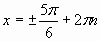 x = ±5π/6 + 2πn